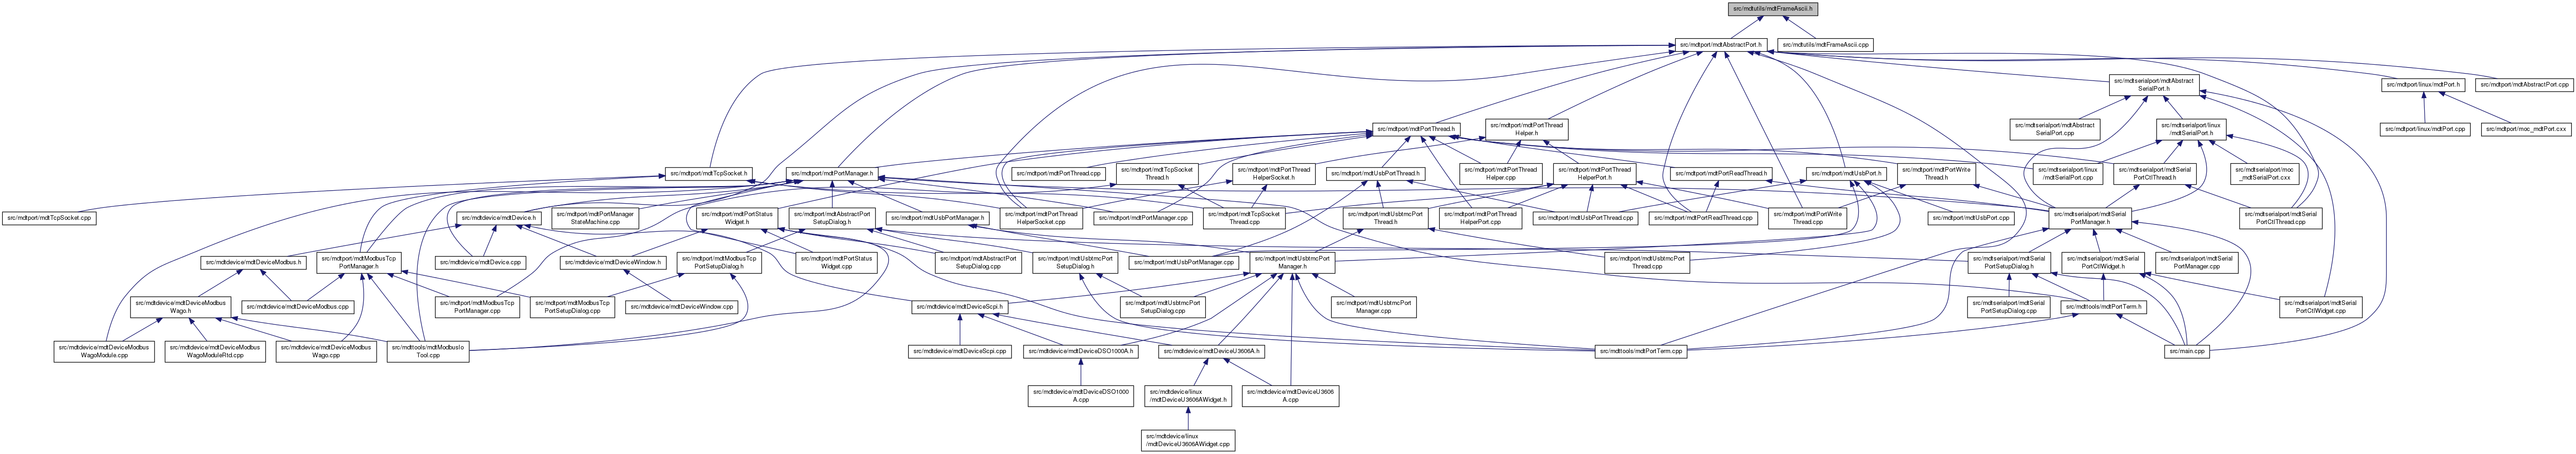 src/mdtutils/mdtFrameAscii.h
src/mdtport/mdtAbstractPort.h
src/mdtutils/mdtFrameAscii.cpp
src/mdtserialport/mdtAbstract
SerialPort.h
src/mdtport/linux/mdtPort.h
src/mdtport/mdtAbstractPort.cpp
src/mdtport/mdtPortThread.h
src/mdtport/mdtPortThread
Helper.h
src/mdtserialport/mdtAbstract
SerialPort.cpp
src/mdtserialport/linux
/mdtSerialPort.h
src/mdtport/linux/mdtPort.cpp
src/mdtport/moc_mdtPort.cxx
src/mdtport/mdtTcpSocket.h
src/mdtport/mdtPortManager.h
src/mdtport/mdtPortThread.cpp
src/mdtport/mdtTcpSocket
Thread.h
src/mdtport/mdtPortThread
HelperSocket.h
src/mdtport/mdtUsbPortThread.h
src/mdtport/mdtPortThread
Helper.cpp
src/mdtport/mdtPortThread
HelperPort.h
src/mdtport/mdtPortReadThread.h
src/mdtport/mdtUsbPort.h
src/mdtport/mdtPortWrite
Thread.h
src/mdtserialport/linux
/mdtSerialPort.cpp
src/mdtserialport/mdtSerial
PortCtlThread.h
src/mdtserialport/moc
_mdtSerialPort.cxx
src/mdtport/mdtTcpSocket.cpp
src/mdtdevice/mdtDevice.h
src/mdtport/mdtPortManager
StateMachine.cpp
src/mdtport/mdtPortStatus
Widget.h
src/mdtport/mdtAbstractPort
SetupDialog.h
src/mdtport/mdtUsbPortManager.h
src/mdtport/mdtPortThread
HelperSocket.cpp
src/mdtport/mdtPortManager.cpp
src/mdtport/mdtTcpSocket
Thread.cpp
src/mdtport/mdtUsbtmcPort
Thread.h
src/mdtport/mdtPortThread
HelperPort.cpp
src/mdtport/mdtUsbPortThread.cpp
src/mdtport/mdtPortReadThread.cpp
src/mdtport/mdtPortWrite
Thread.cpp
src/mdtport/mdtUsbPort.cpp
src/mdtserialport/mdtSerial
PortManager.h
src/mdtserialport/mdtSerial
PortCtlThread.cpp
src/mdtdevice/mdtDeviceModbus.h
src/mdtport/mdtModbusTcp
PortManager.h
src/mdtdevice/mdtDevice.cpp
src/mdtdevice/mdtDeviceWindow.h
src/mdtport/mdtModbusTcp
PortSetupDialog.h
src/mdtport/mdtPortStatus
Widget.cpp
src/mdtport/mdtAbstractPort
SetupDialog.cpp
src/mdtport/mdtUsbtmcPort
SetupDialog.h
src/mdtport/mdtUsbPortManager.cpp
src/mdtport/mdtUsbtmcPort
Manager.h
src/mdtport/mdtUsbtmcPort
Thread.cpp
src/mdtserialport/mdtSerial
PortSetupDialog.h
src/mdtserialport/mdtSerial
PortCtlWidget.h
src/mdtserialport/mdtSerial
PortManager.cpp
src/mdtdevice/mdtDeviceModbus
Wago.h
src/mdtdevice/mdtDeviceModbus.cpp
src/mdtport/mdtModbusTcp
PortManager.cpp
src/mdtport/mdtModbusTcp
PortSetupDialog.cpp
src/mdtdevice/mdtDeviceWindow.cpp
src/mdtdevice/mdtDeviceScpi.h
src/mdtport/mdtUsbtmcPort
SetupDialog.cpp
src/mdtport/mdtUsbtmcPort
Manager.cpp
src/mdtserialport/mdtSerial
PortSetupDialog.cpp
src/mdttools/mdtPortTerm.h
src/mdtserialport/mdtSerial
PortCtlWidget.cpp
src/mdtdevice/mdtDeviceModbus
WagoModule.cpp
src/mdtdevice/mdtDeviceModbus
WagoModuleRtd.cpp
src/mdtdevice/mdtDeviceModbus
Wago.cpp
src/mdttools/mdtModbusIo
Tool.cpp
src/mdtdevice/mdtDeviceScpi.cpp
src/mdtdevice/mdtDeviceDSO1000A.h
src/mdtdevice/mdtDeviceU3606A.h
src/mdttools/mdtPortTerm.cpp
src/main.cpp
src/mdtdevice/mdtDeviceDSO1000
A.cpp
src/mdtdevice/linux
/mdtDeviceU3606AWidget.h
src/mdtdevice/mdtDeviceU3606
A.cpp
src/mdtdevice/linux
/mdtDeviceU3606AWidget.cpp